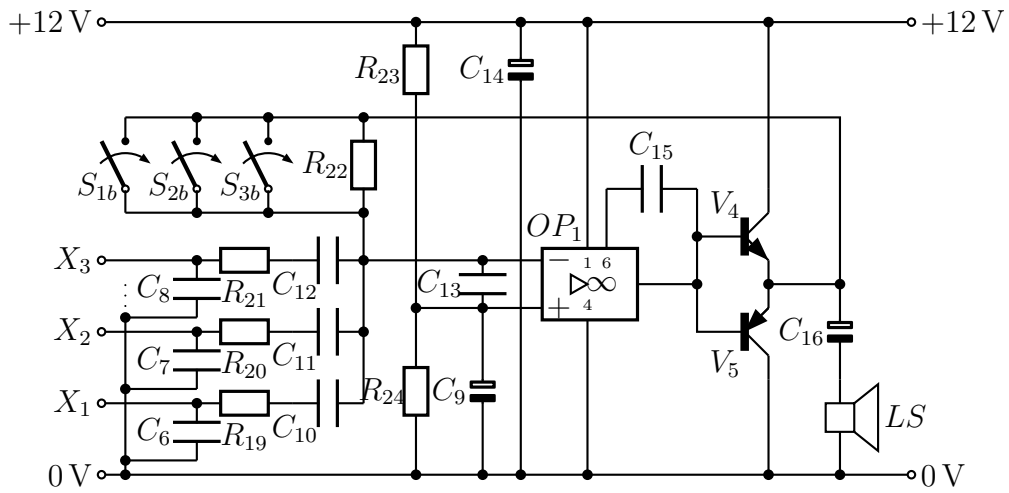 +12 V +12 V
R23 C14
C15
S1b S2b S3b R22
V4
OP1
X3 − 1 6
C8 R21 C12 C13 ▷∞
+ 4
X2 C16
C7 R20 C11 V5
X1 R24 C9
C6 R19 C10 LS
0 V 0 V